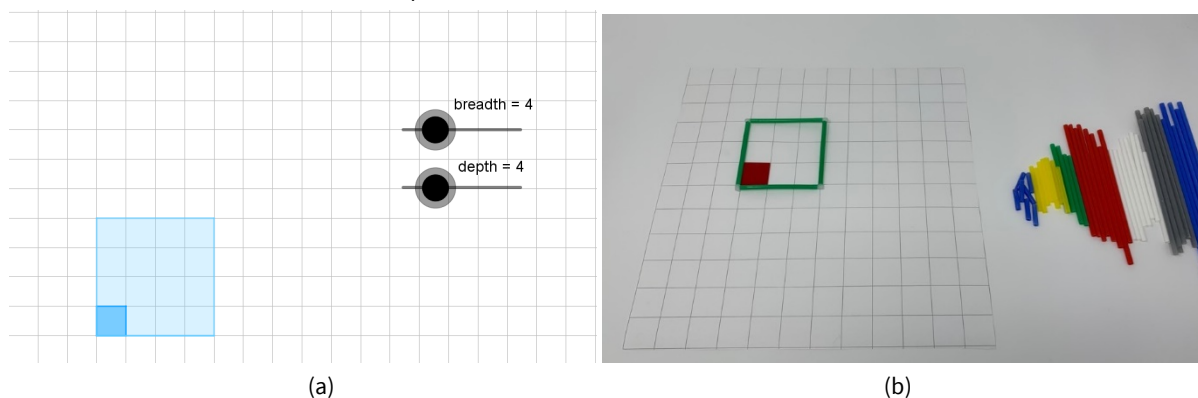 breadth = 4
depth = 4
(a)
(b)